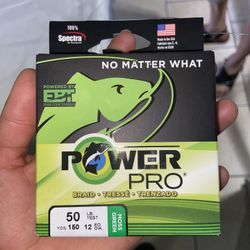 100%
Spectra
MADE IN THE USA
NO MATTER WHAT
POWERED BY
EBT
POWER
PRO
BRAID • TRESSÉ • TRENZADO
50 LB TEST
YDS 150 12
MOSS GREEN